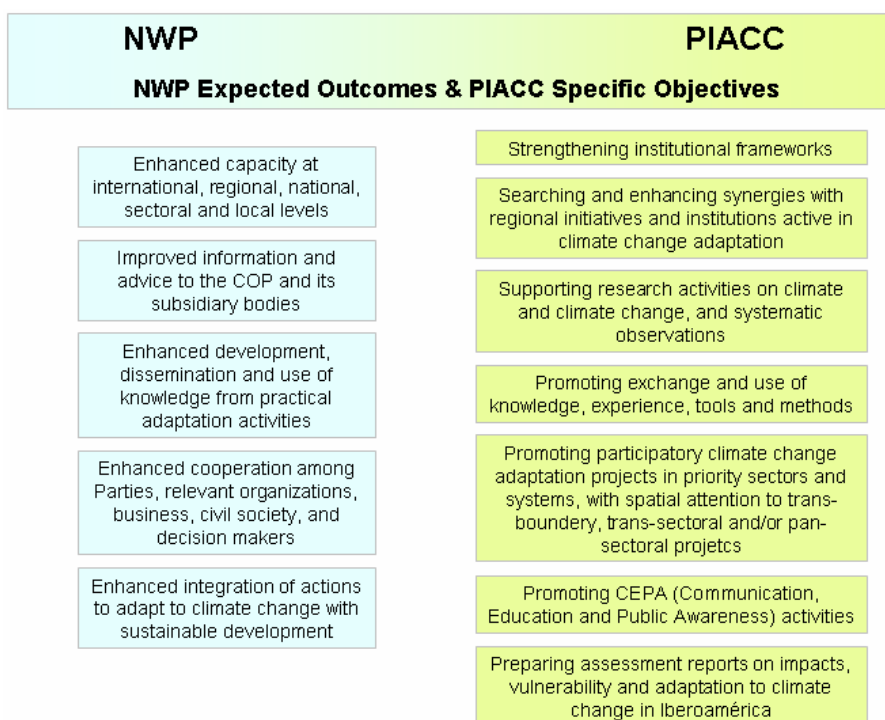 NWP
PIACC
NWP Expected Outcomes & PIACC Specific Objectives
Enhanced capacity at
international, regional, national,
sectoral and local levels
Improved information and
advice to the COP and its
subsidiary bodies
Enhanced development,
dissemination and use of
knowledge from practical
adaptation activities
Enhanced cooperation among
Parties, relevant organizations,
business, civil society, and
decision makers
Enhanced integration of actions
to adapt to climate change with
sustainable development
Strengthening institutional frameworks
Searching and enhancing synergies with
regional initiatives and institutions active in
climate change adaptation
Supporting research activities on climate
and climate change, and systematic
observations
Promoting exchange and use of
knowledge, experience, tools and methods
Promoting participatory climate change
adaptation projects in priority sectors and
systems, with spatial attention to trans-
boundery, trans-sectoral and/or pan-
sectoral projetcs
Promoting CEPA (Communication,
Education and Public Awareness) activities
Preparing assessment reports on impacts,
vulnerability and adaptation to climate
change in Iberoamérica